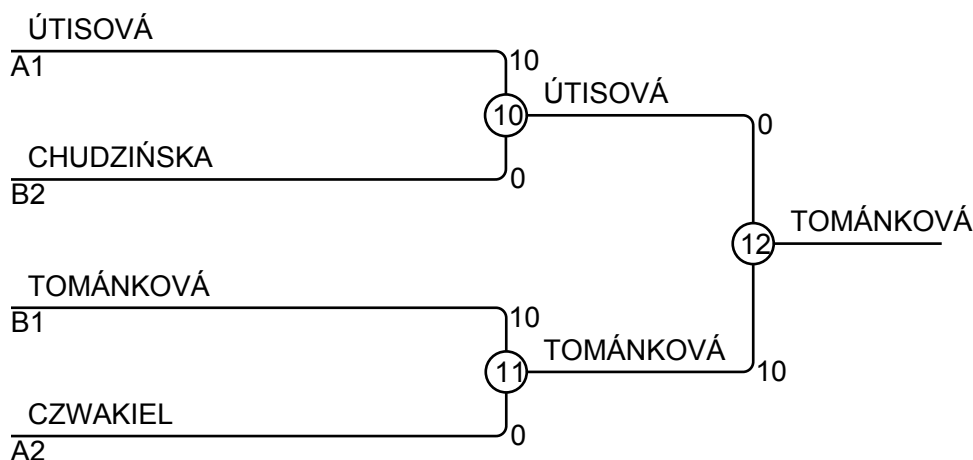 ÚTISOVÁ
A1
10
10
ÚTISOVÁ
0
CHUDZIŃSKA
B2
0
12
TOMÁNKOVÁ
TOMÁNKOVÁ
B1
10
11
TOMÁNKOVÁ
10
CZWAKIEL
A2
0